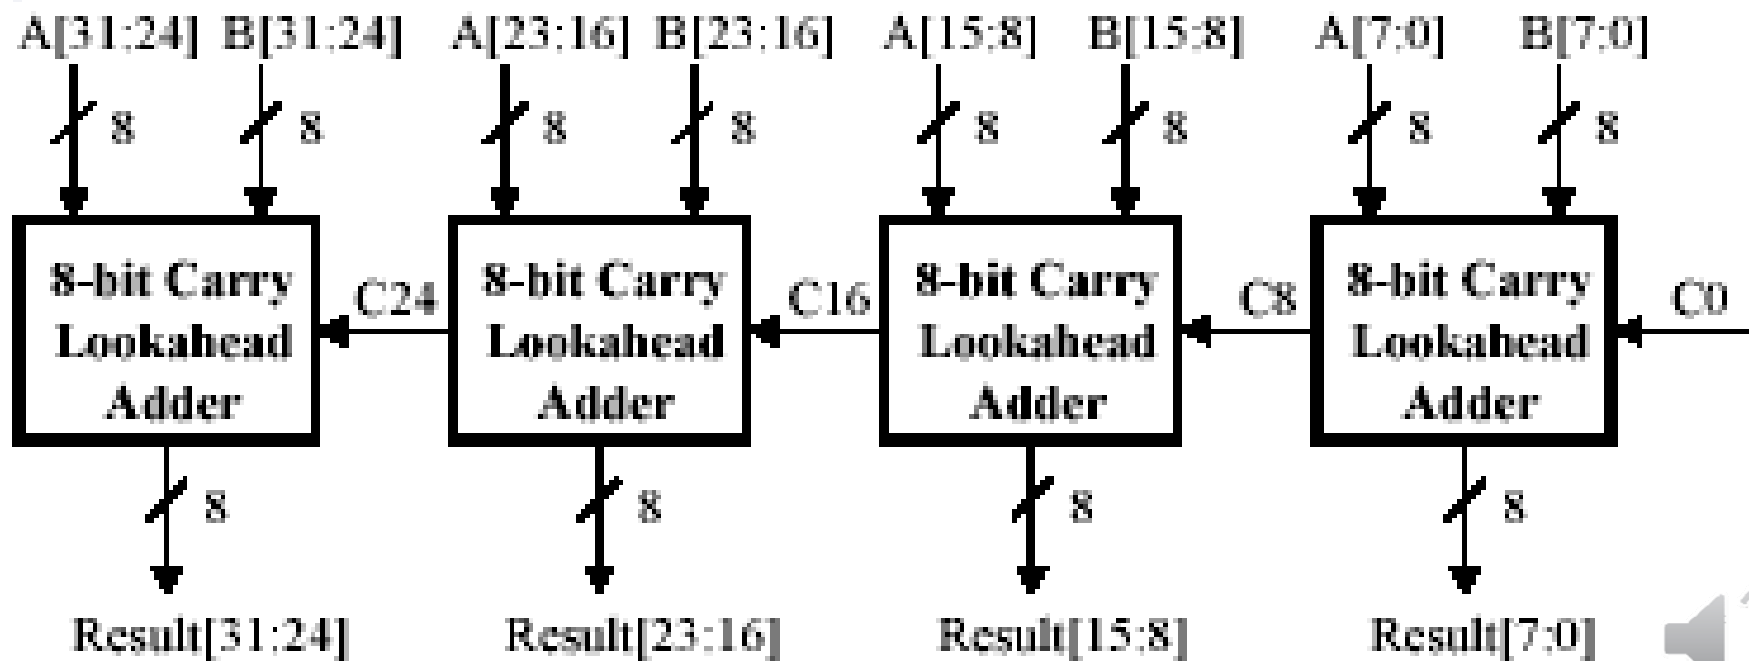 A[31:24] B[31:24] A[23:16] B[23:16] A[15:8] B[15:8] A[7:0] B[7:0]
8 8 8 8 8 8 8 8
8-bit Carry Lookahead Adder
C24
8-bit Carry Lookahead Adder
C16
8-bit Carry Lookahead Adder
C8
8-bit Carry Lookahead Adder
C0
8 8 8 8
Result[31:24] Result[23:16] Result[15:8] Result[7:0]